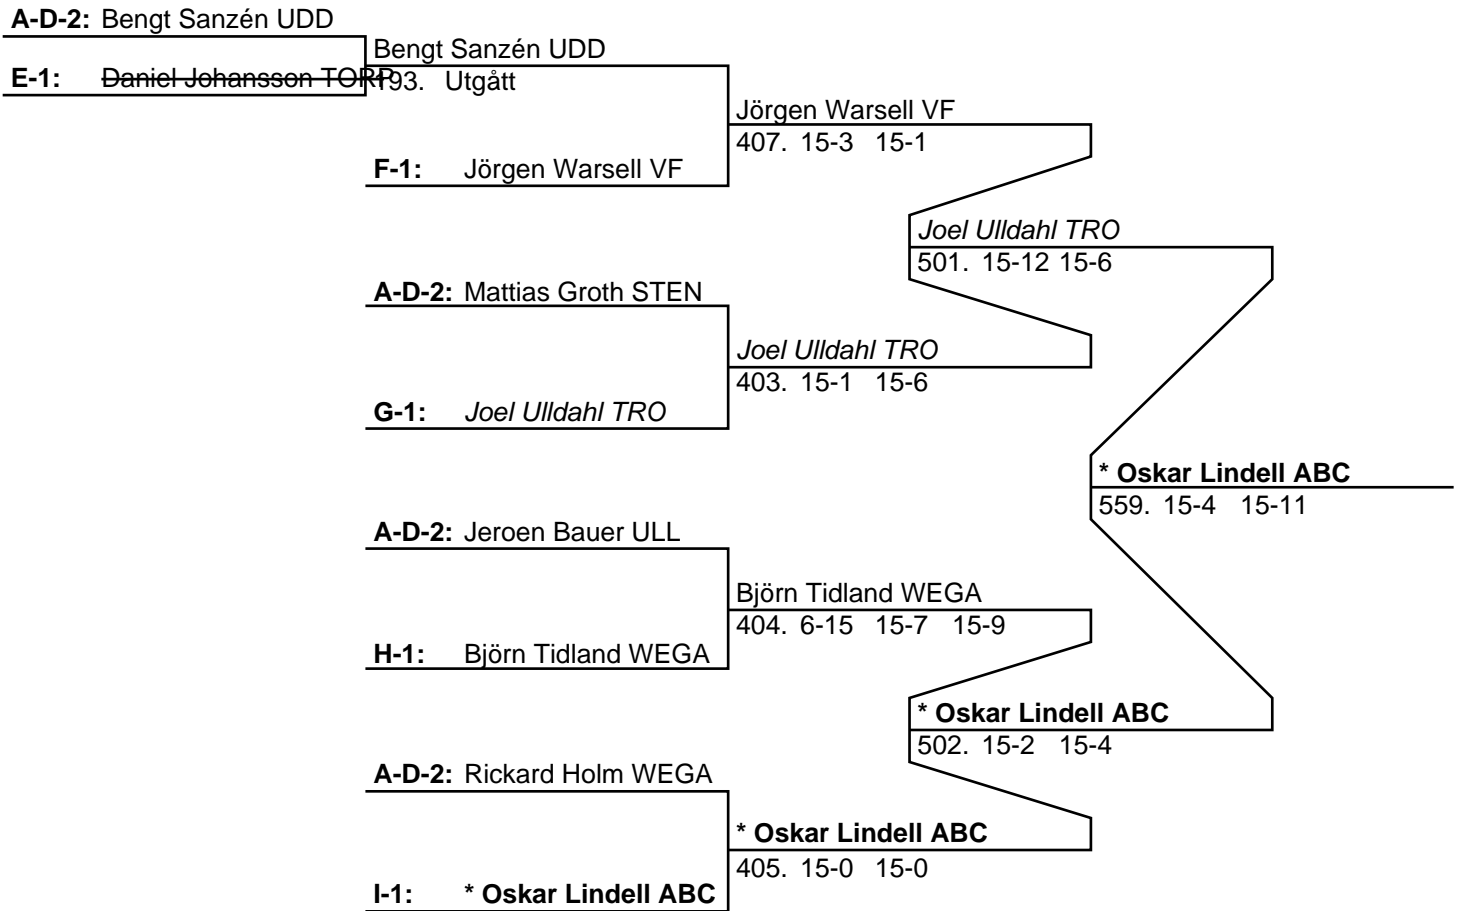 A-D-2: Bengt Sanzén UDD
Bengt Sanzén UDD
E-1: Daniel Johansson TORP
193. Utgått
Jörgen Warsell VF
407. 15-3 15-1
F-1: Jörgen Warsell VF
Joel Ulldahl TRO
501. 15-12 15-6
A-D-2: Mattias Groth STEN
Joel Ulldahl TRO
403. 15-1 15-6
G-1: Joel Ulldahl TRO
* Oskar Lindell ABC
559. 15-4 15-11
A-D-2: Jeroen Bauer ULL
Björn Tidland WEGA
404. 6-15 15-7 15-9
H-1: Björn Tidland WEGA
* Oskar Lindell ABC
502. 15-2 15-4
A-D-2: Rickard Holm WEGA
* Oskar Lindell ABC
405. 15-0 15-0
I-1: * Oskar Lindell ABC